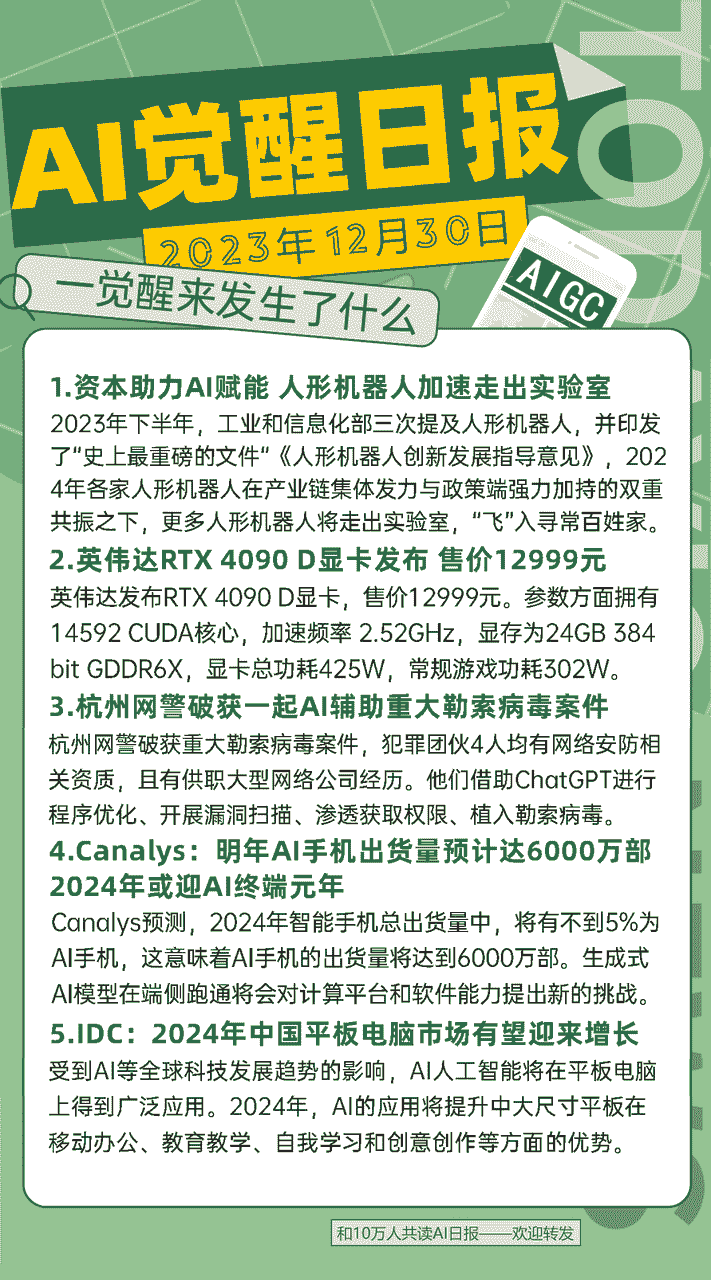 AI觉醒日报
2023年12月30日
一觉醒来发生了什么
AIGC
1.资本助力AI赋能 人形机器人加速走出实验室
2023年下半年，工业和信息化部三次提及人形机器人，并印发
了“史上最重磅的文件”《人形机器人创新发展指导意见》，202
4年各家人形机器人在产业链集体发力与政策端强力加持的双重
共振之下，更多人形机器人将走出实验室，“飞”入寻常百姓家。
2.英伟达RTX 4090 D显卡发布 售价12999元
英伟达发布RTX 4090 D显卡，售价12999元。参数方面拥有
14592 CUDA核心，加速频率 2.52GHz，显存为24GB 384
bit GDDR6X，显卡总功耗425W，常规游戏功耗302W。
3.杭州网警破获一起AI辅助重大勒索病毒案件
杭州网警破获重大勒索病毒案件，犯罪团伙4人均有网络安防相
关资质，且有供职大型网络公司经历。他们借助ChatGPT进行
程序优化、开展漏洞扫描、渗透获取权限、植入勒索病毒。
4.Canalys：明年AI手机出货量预计达6000万部
2024年或迎AI终端元年
Canalys预测，2024年智能手机总出货量中，将有不到5%为
AI手机，这意味着AI手机的出货量将达到6000万部。生成式
AI模型在端侧跑通将会对计算平台和软件能力提出新的挑战。
5.IDC：2024年中国平板电脑市场有望迎来增长
受到AI等全球科技发展趋势的影响，AI人工智能将在平板电脑
上得到广泛应用。2024年，AI的应用将提升中大尺寸平板在
移动办公、教育教学、自我学习和创意创作等方面的优势。
和10万人共读AI日报——欢迎转发